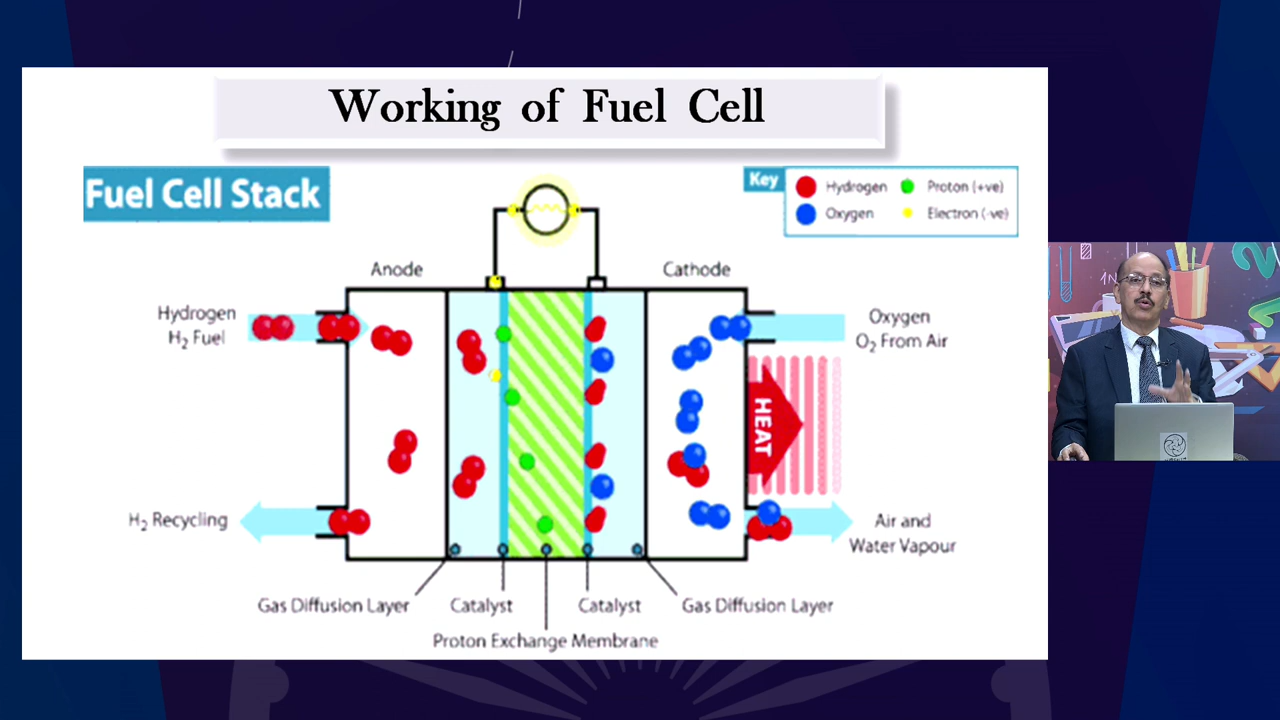 Working of Fuel Cell
Fuel Cell Stack
Key
Hydrogen
Proton (+ve)
Oxygen
Electron (-ve)
Anode
Cathode
Hydrogen
H₂ Fuel
Oxygen
O₂ From Air
HEAT
H₂ Recycling
Air and
Water Vapour
Gas Diffusion Layer
Catalyst
Catalyst
Gas Diffusion Layer
Proton Exchange Membrane